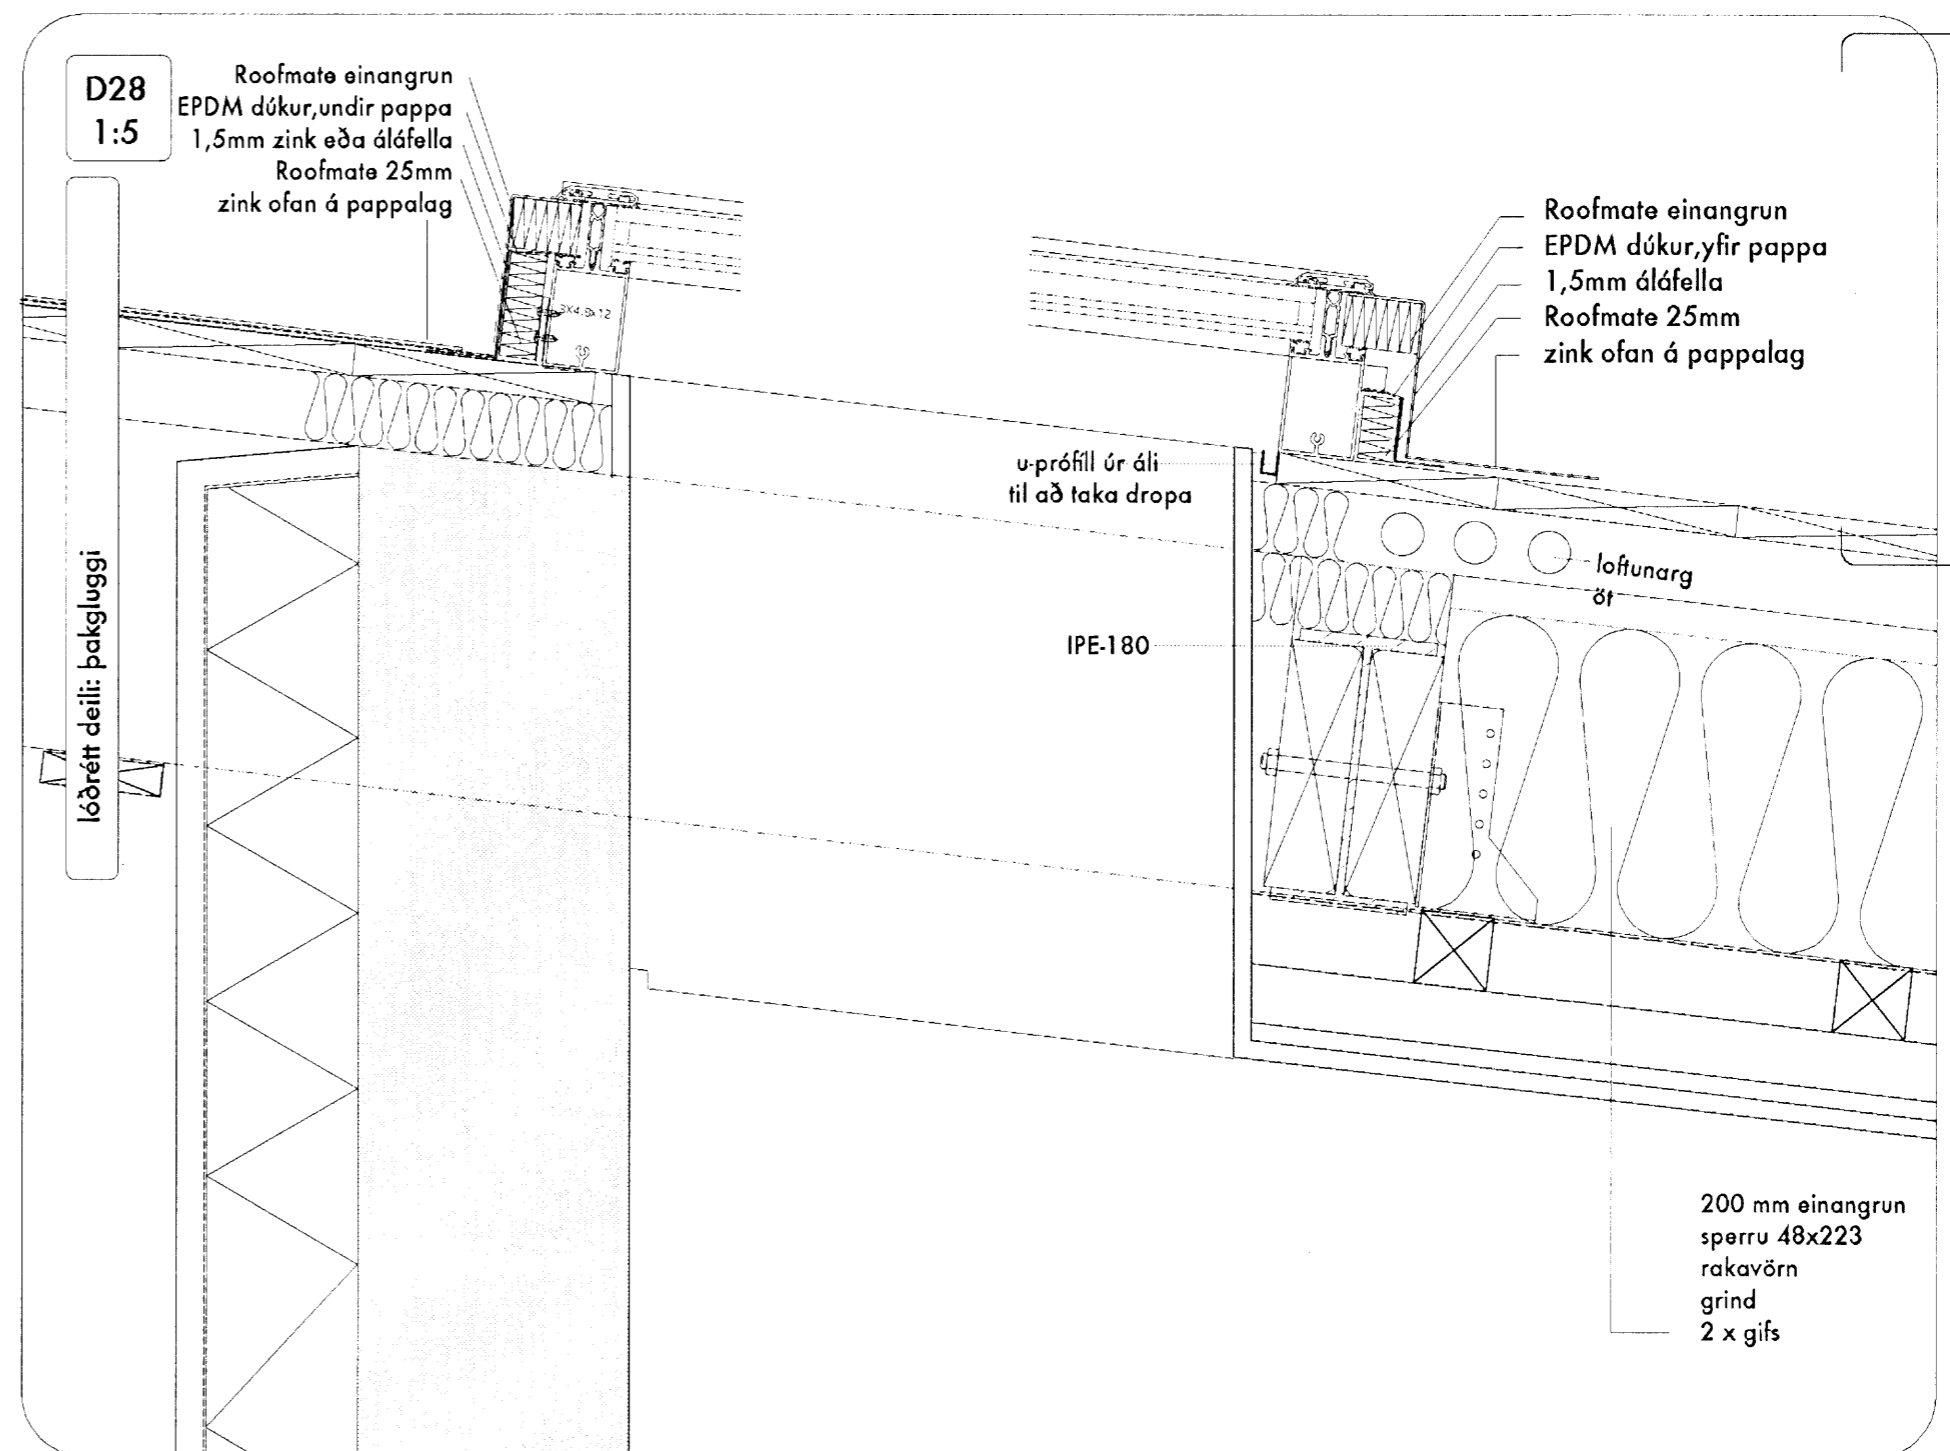 D28
1:5
Roofmate einangrun
EPDM dúkur,undir pappa
1,5mm zink eða áláfella
Roofmate 25mm
zink ofan á pappalag
lóðrétt deili: þakgluggi
3X4.8x12
Roofmate einangrun
EPDM dúkur,yfir pappa
1,5mm áláfella
Roofmate 25mm
zink ofan á pappalag
u-prófíll úr áli
til að taka dropa
loftunarg
öt
IPE-180
200 mm einangrun
sperru 48x223
rakavörn
grind
2 x gifs